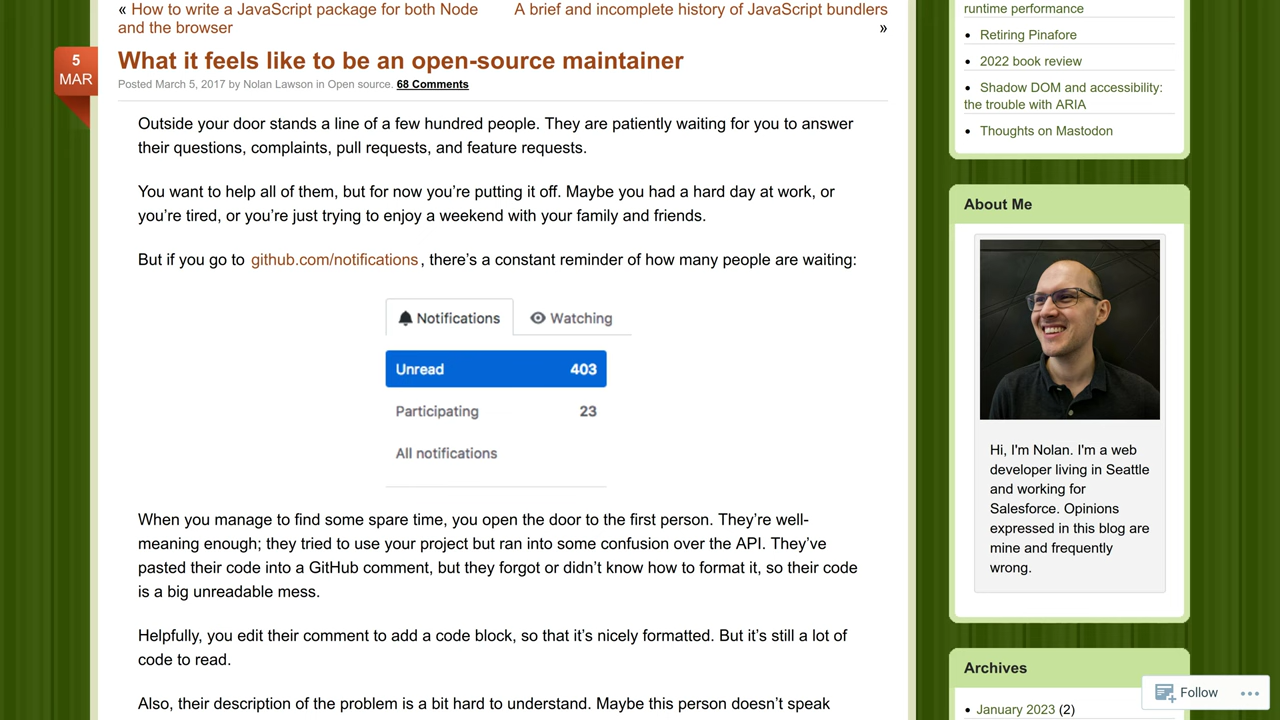 « How to write a JavaScript package for both Node
and the browser
A brief and incomplete history of JavaScript bundlers
»
5
MAR
What it feels like to be an open-source maintainer
Posted March 5, 2017 by Nolan Lawson in Open source. 68 Comments
Outside your door stands a line of a few hundred people. They are patiently waiting for you to answer
their questions, complaints, pull requests, and feature requests.
You want to help all of them, but for now you’re putting it off. Maybe you had a hard day at work, or
you’re tired, or you’re just trying to enjoy a weekend with your family and friends.
But if you go to github.com/notifications, there’s a constant reminder of how many people are waiting:
Notifications Watching
Unread 403
Participating 23
All notifications
When you manage to find some spare time, you open the door to the first person. They’re well-
meaning enough; they tried to use your project but ran into some confusion over the API. They’ve
pasted their code into a GitHub comment, but they forgot or didn’t know how to format it, so their code
is a big unreadable mess.
Helpfully, you edit their comment to add a code block, so that it’s nicely formatted. But it’s still a lot of
code to read.
Also, their description of the problem is a bit hard to understand. Maybe this person doesn’t speak
runtime performance
Retiring Pinafore
2022 book review
Shadow DOM and accessibility:
the trouble with ARIA
Thoughts on Mastodon
About Me
Hi, I'm Nolan. I'm a web
developer living in Seattle
and working for
Salesforce. Opinions
expressed in this blog are
mine and frequently
wrong.
Archives
January 2023 (2)
Follow